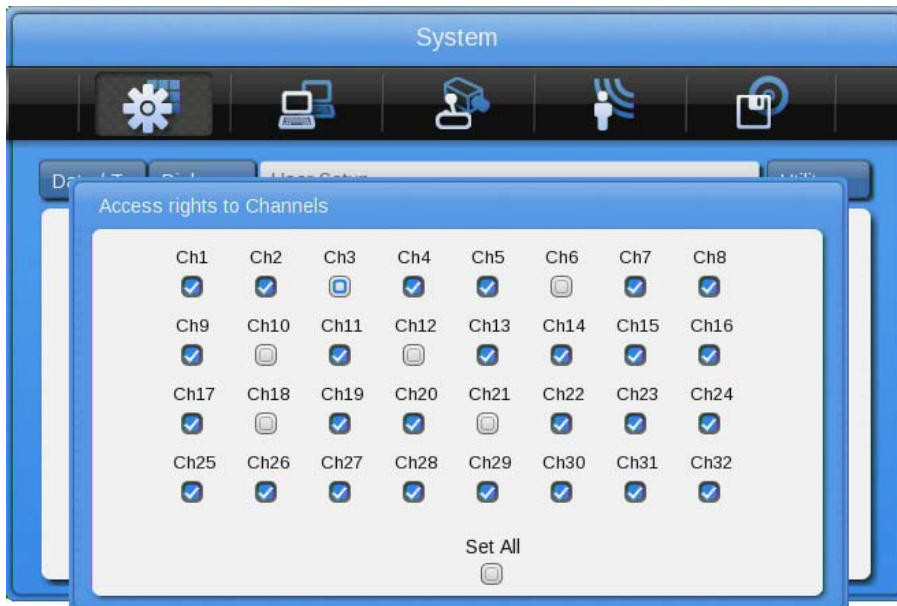 System
Access rights to Channels
Ch1 Ch2 Ch3 Ch4 Ch5 Ch6 Ch7 Ch8
Ch9 Ch10 Ch11 Ch12 Ch13 Ch14 Ch15 Ch16
Ch17 Ch18 Ch19 Ch20 Ch21 Ch22 Ch23 Ch24
Ch25 Ch26 Ch27 Ch28 Ch29 Ch30 Ch31 Ch32
Set All